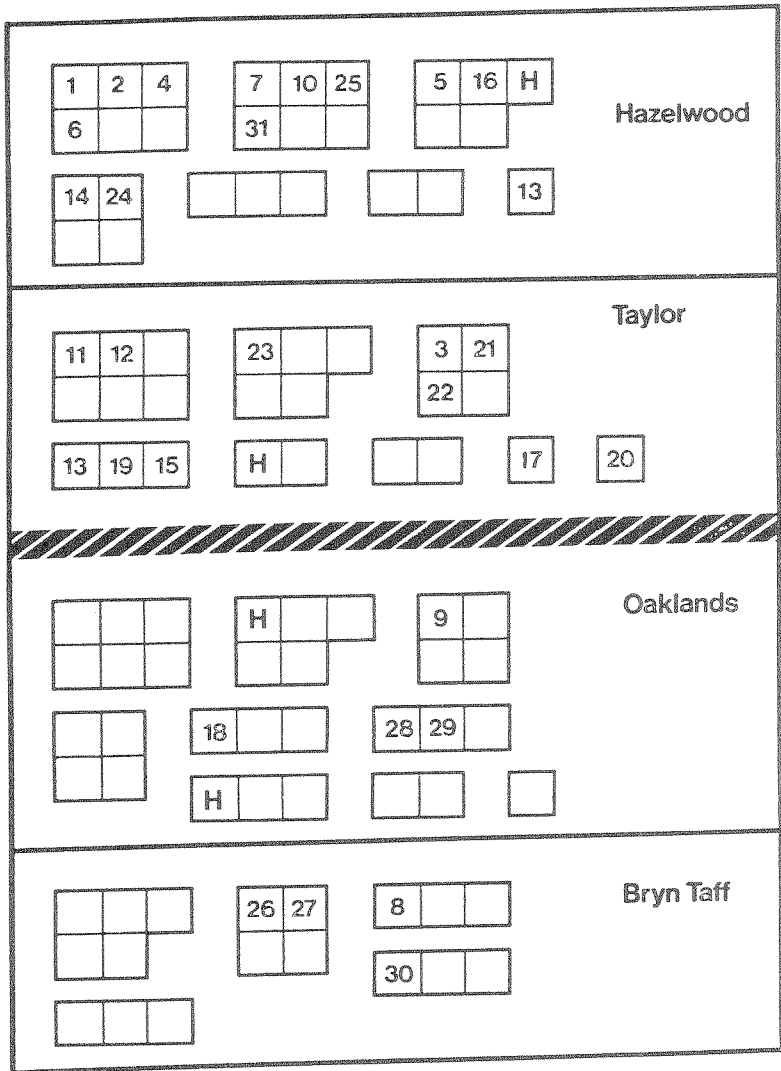 1 2 4 7 10 25 5 16 H
Hazelwood
6 31
14 24 13
Taylor
11 12 23 3 21
22
13 19 15 H 17 20
Oaklands
H 9
18 28 29
H
Bryn Taff
26 27 8
30